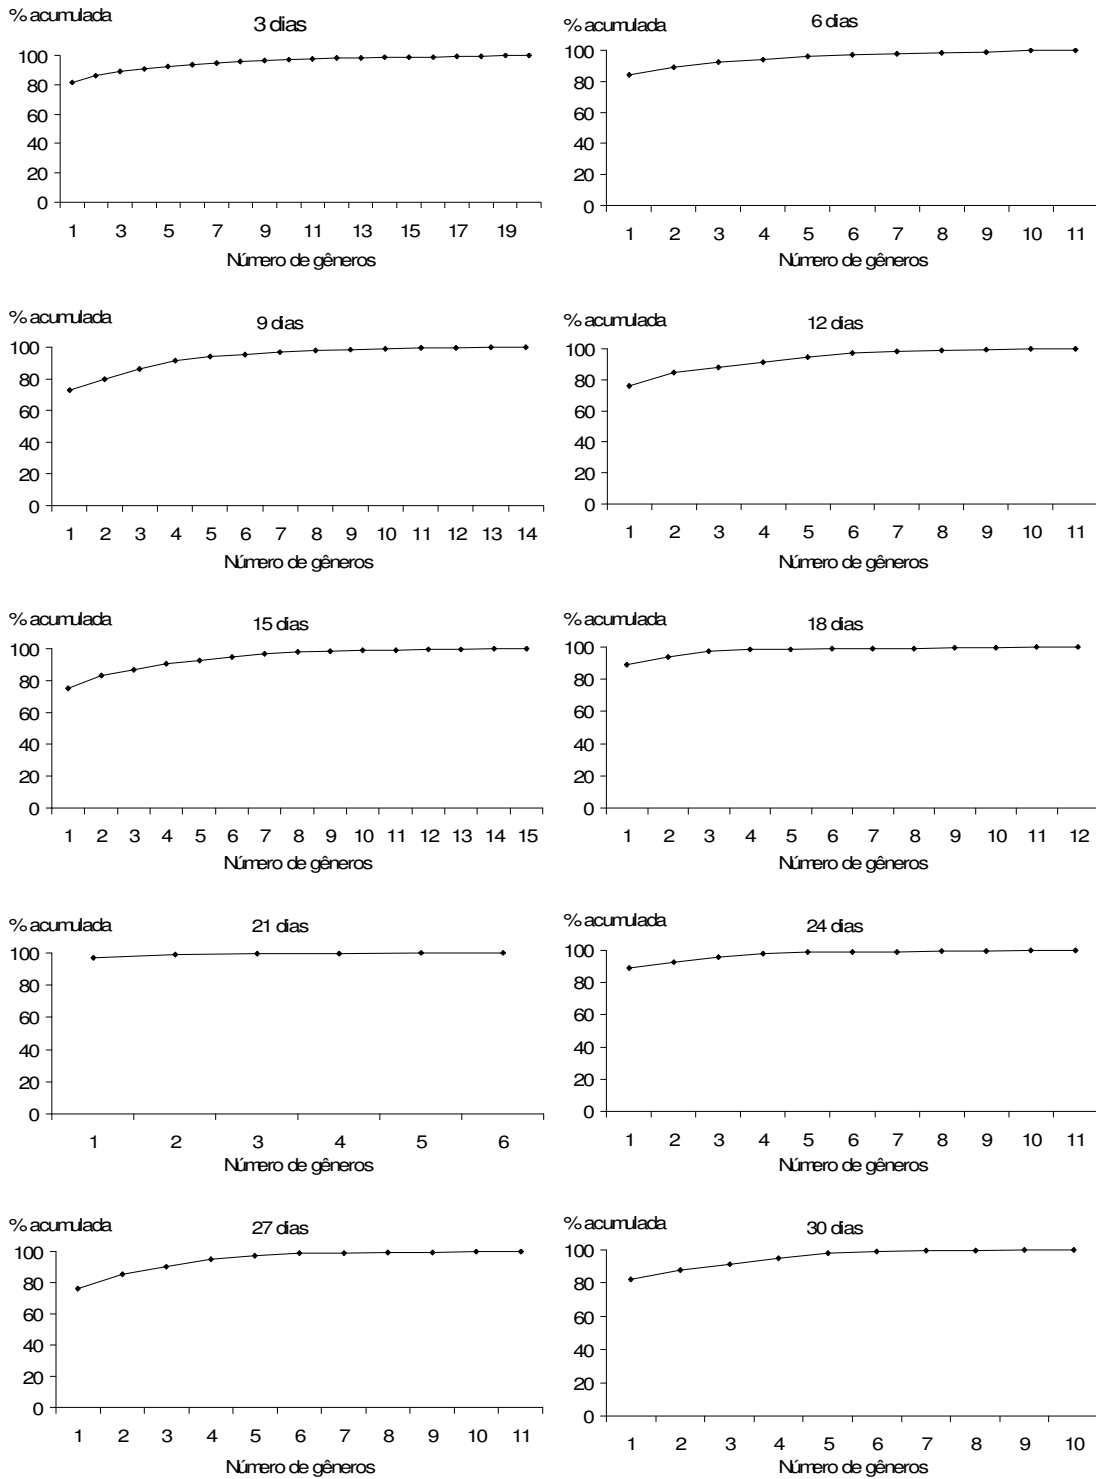 % acumulada
3 dias
100
80
60
40
20
0
1 3 5 7 9 11 13 15 17 19
Número de gêneros
% acumulada
6 dias
100
80
60
40
20
0
1 2 3 4 5 6 7 8 9 10 11
Número de gêneros
% acumulada
9 dias
100
80
60
40
20
0
1 2 3 4 5 6 7 8 9 10 11 12 13 14
Número de gêneros
% acumulada
12 dias
100
80
60
40
20
0
1 2 3 4 5 6 7 8 9 10 11
Número de gêneros
% acumulada
15 dias
100
80
60
40
20
0
1 2 3 4 5 6 7 8 9 10 11 12 13 14 15
Número de gêneros
% acumulada
18 dias
100
80
60
40
20
0
1 2 3 4 5 6 7 8 9 10 11 12
Número de gêneros
% acumulada
21 dias
100
80
60
40
20
0
1 2 3 4 5 6
Número de gêneros
% acumulada
24 dias
100
80
60
40
20
0
1 2 3 4 5 6 7 8 9 10 11
Número de gêneros
% acumulada
27 dias
100
80
60
40
20
0
1 2 3 4 5 6 7 8 9 10 11
Número de gêneros
% acumulada
30 dias
100
80
60
40
20
0
1 2 3 4 5 6 7 8 9 10
Número de gêneros